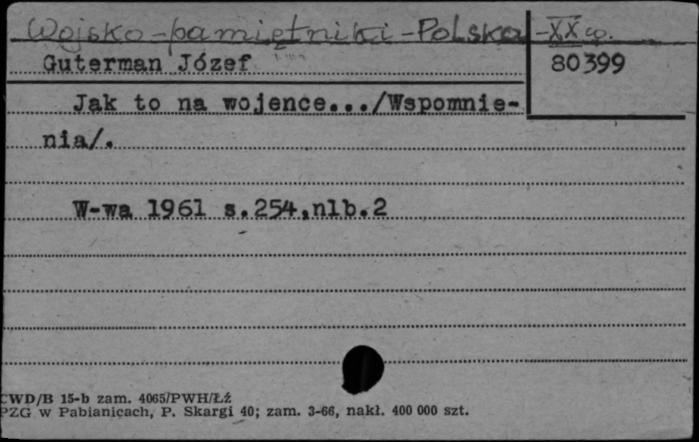 Wojsko - pamiętniki - Polska - XX w.
Guterman Józef
80399
Jak to na wojence.../Wspomnie-
nia/.
W-wa 1961 s.254,nlb.2
CWD/B 15-b zam. 4065/PWH/Łż
PZG w Pabianicach, P. Skargi 40; zam. 3-66, nakł. 400 000 szt.